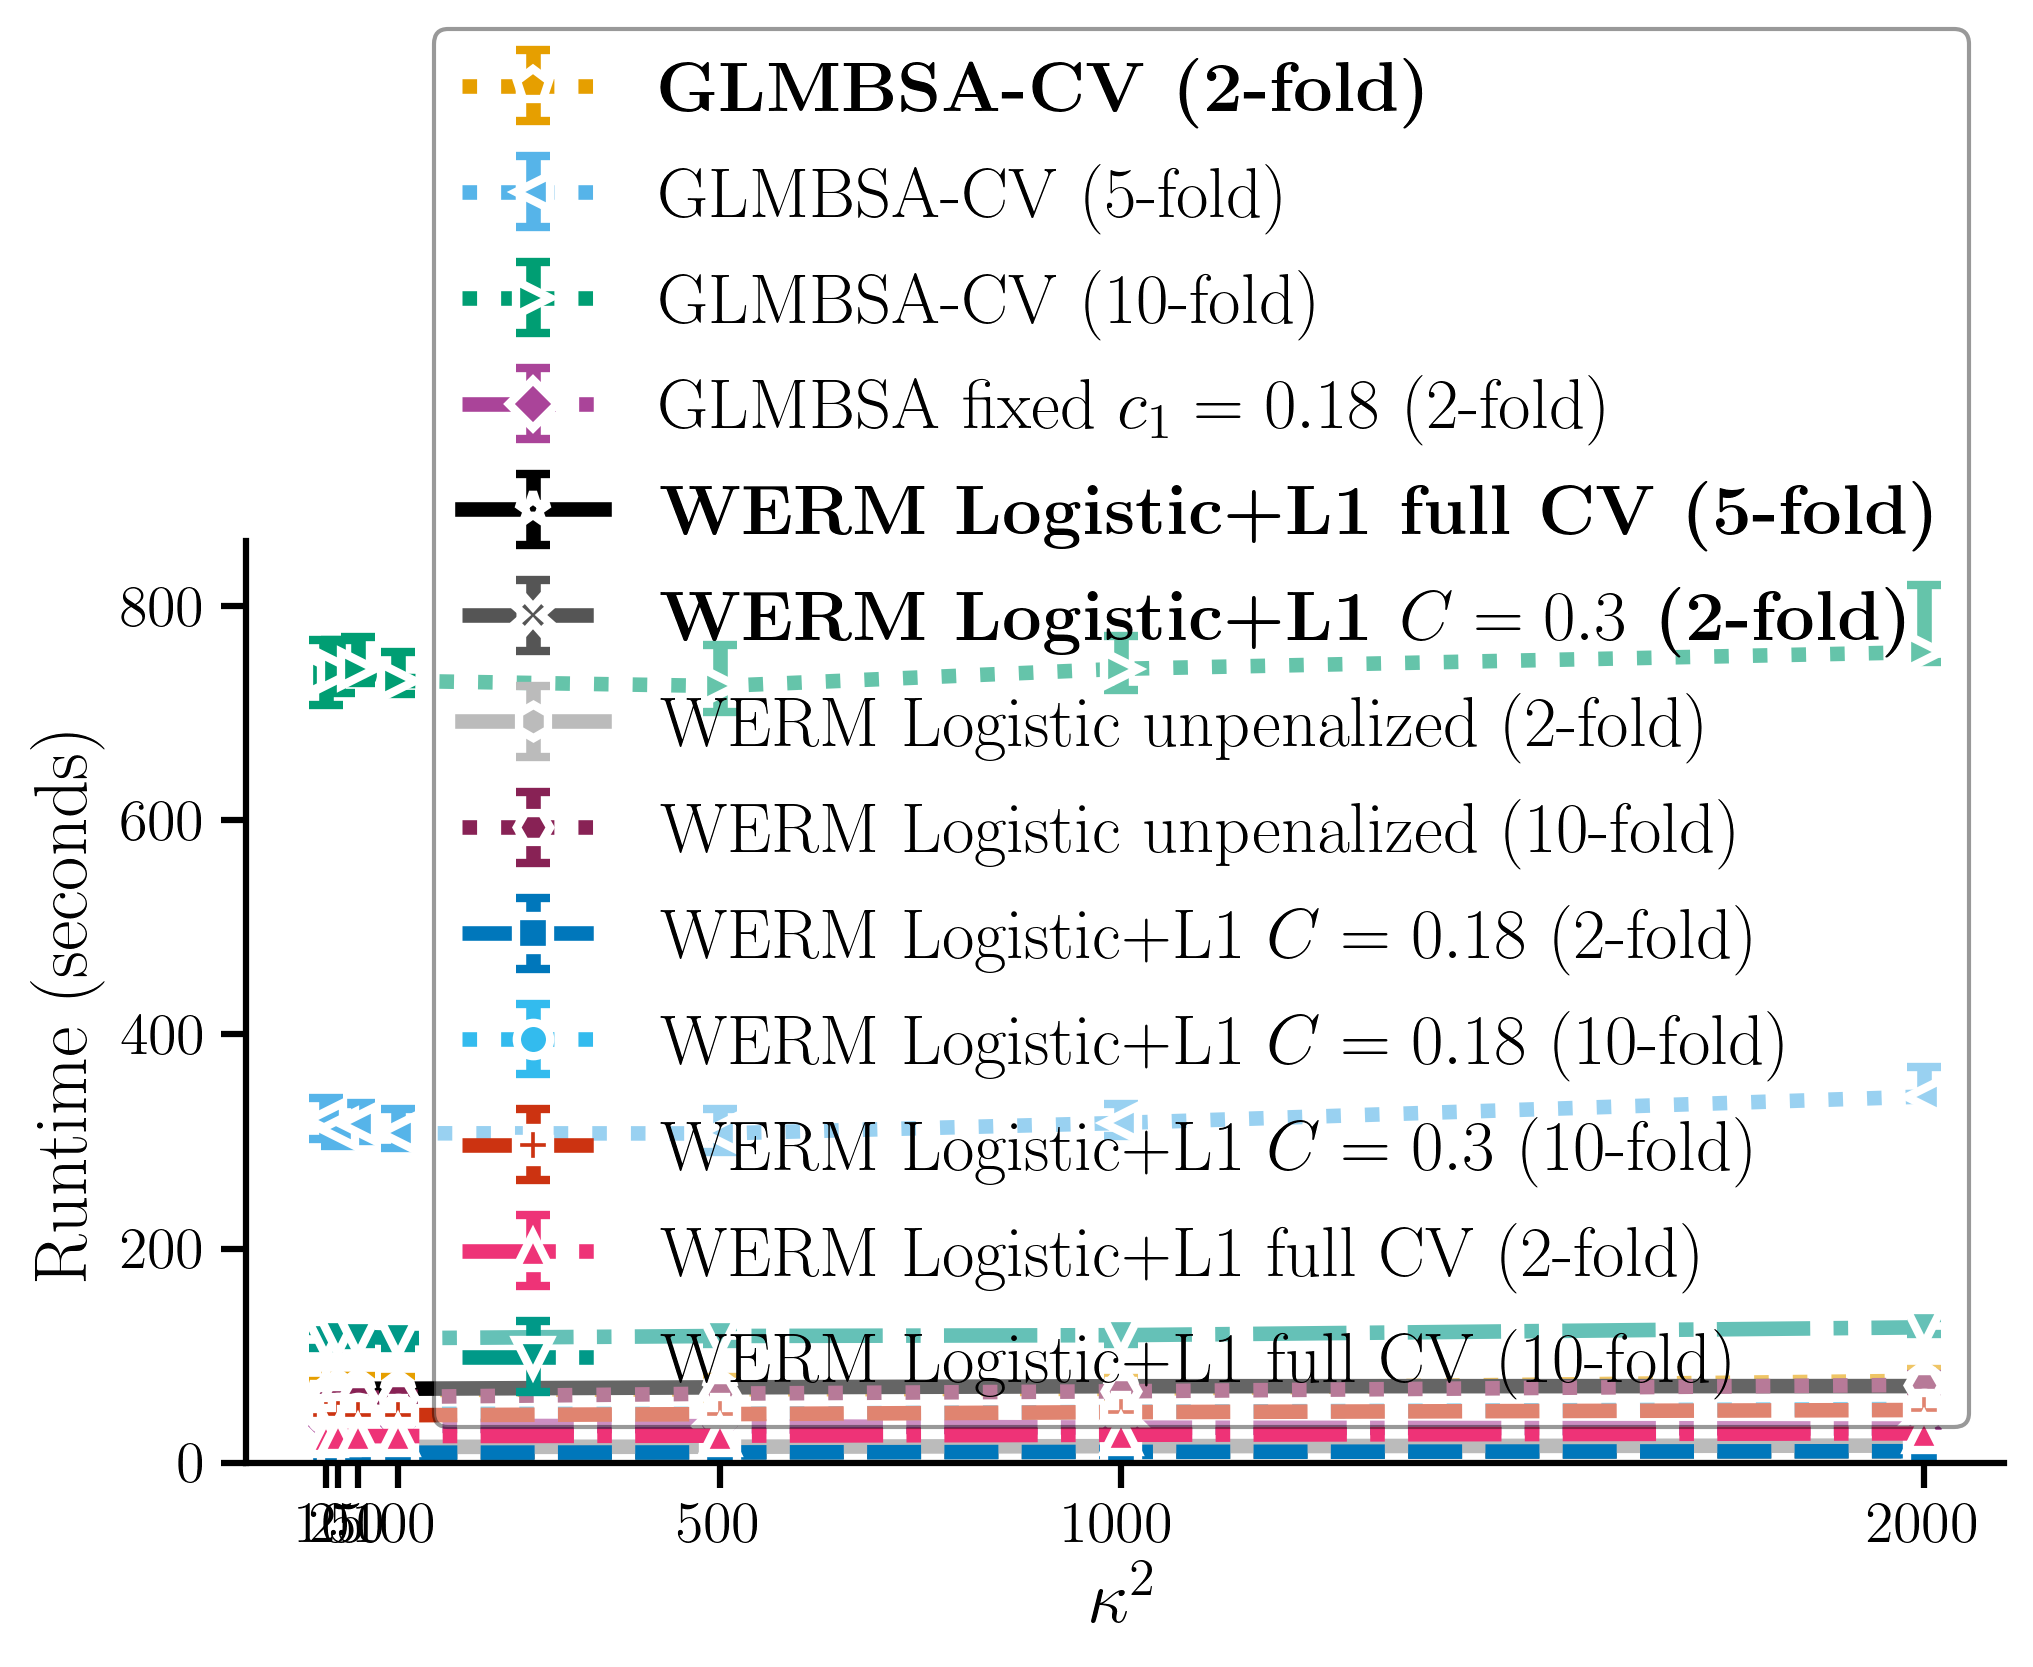 GLMBSA-CV (2-fold)
GLMBSA-CV (5-fold)
GLMBSA-CV (10-fold)
GLMBSA fixed c₁ = 0.18 (2-fold)
WERM Logistic+L1 full CV (5-fold)
WERM Logistic+L1 C = 0.3 (2-fold)
WERM Logistic unpenalized (2-fold)
WERM Logistic unpenalized (10-fold)
WERM Logistic+L1 C = 0.18 (2-fold)
WERM Logistic+L1 C = 0.18 (10-fold)
WERM Logistic+L1 C = 0.3 (10-fold)
WERM Logistic+L1 full CV (2-fold)
WERM Logistic+L1 full CV (10-fold)
Runtime (seconds)
800
600
400
200
0
500 1000 2000
κ²